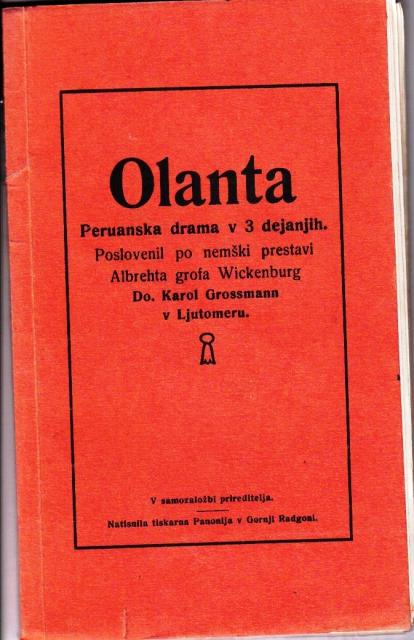 Olanta
Peruanska drama v 3 dejanjih.
Poslovenil po nemški prestavi
Albrehta grofa Wickenburg
Do. Karol Grossmann
v Ljutomeru.
V samozaložbi prireditelja.
Natisnila tiskarna Panonija v Gornji Radgoni.